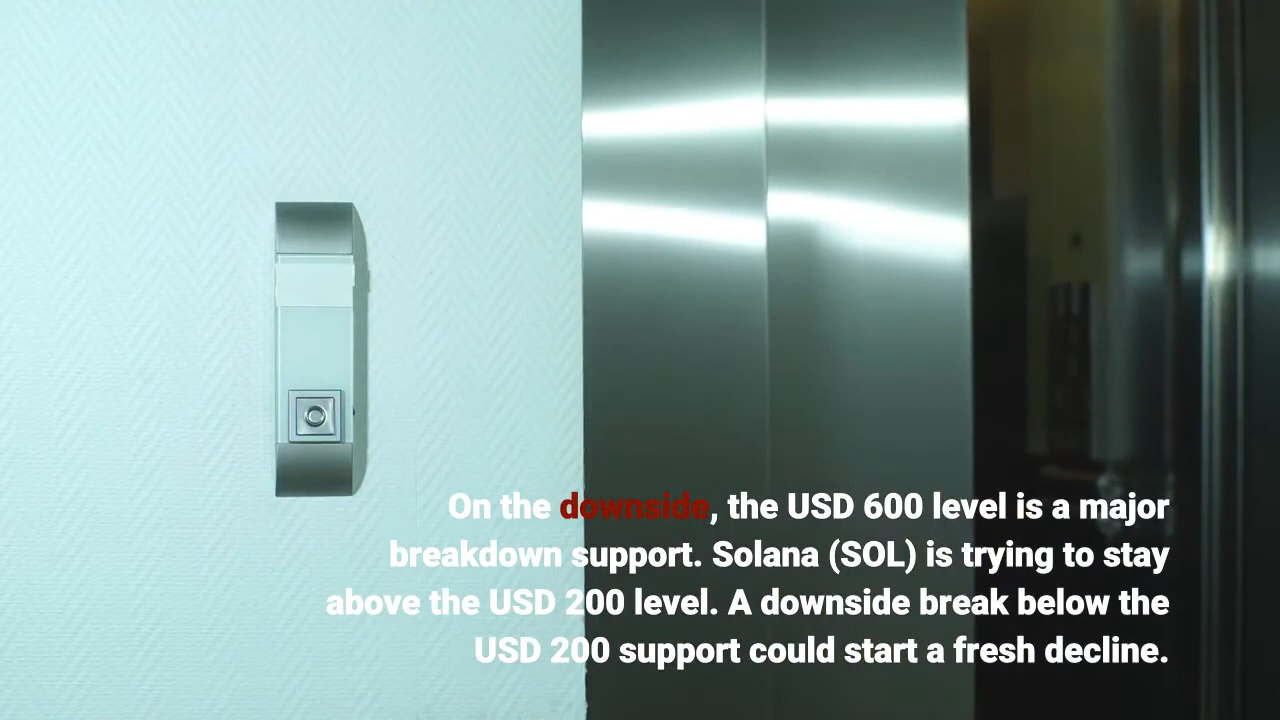 On the downside, the USD 600 level is a major
breakdown support. Solana (SOL) is trying to stay
above the USD 200 level. A downside break below the
USD 200 support could start a fresh decline.